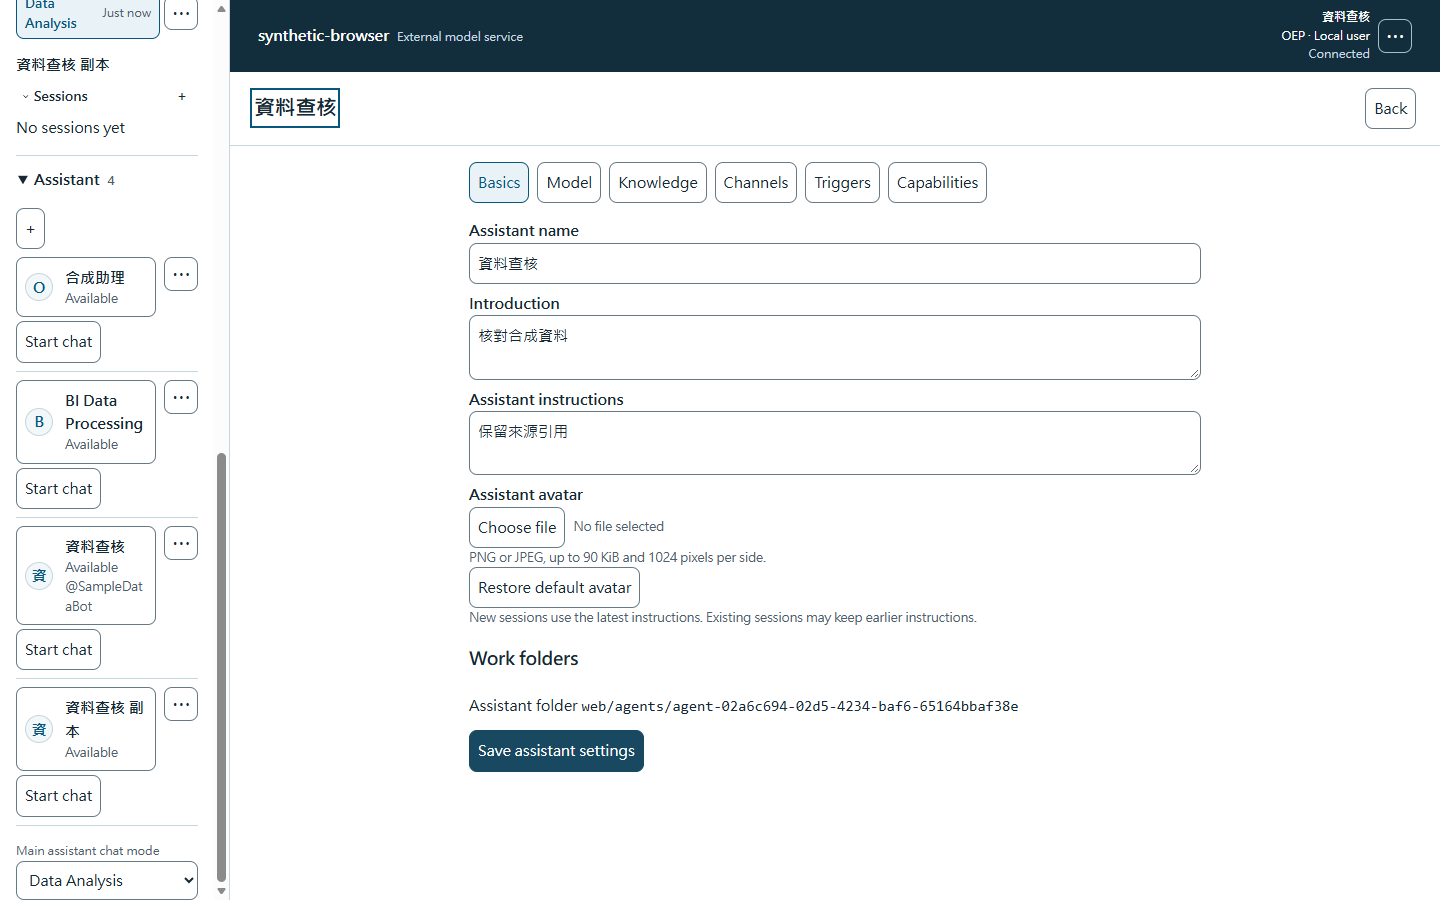 Data
Analysis
Just now
...
資料查核 副本
Sessions
+
No sessions yet
Assistant 4
+
O
合成助理
Available
...
Start chat
B
BI Data
Processing
Available
...
Start chat
資
資料查核
Available
@SampleDat
aBot
...
Start chat
資
資料查核 副
本
Available
...
Start chat
Main assistant chat mode
Data Analysis
synthetic-browser External model service
資料查核
OEP · Local user
Connected
...
資料查核
Back
Basics Model Knowledge Channels Triggers Capabilities
Assistant name
資料查核
Introduction
核對合成資料
Assistant instructions
保留來源引用
Assistant avatar
Choose file No file selected
PNG or JPEG, up to 90 KiB and 1024 pixels per side.
Restore default avatar
New sessions use the latest instructions. Existing sessions may keep earlier instructions.
Work folders
Assistant folder web/agents/agent-02a6c694-02d5-4234-baf6-65164bbaf38e
Save assistant settings